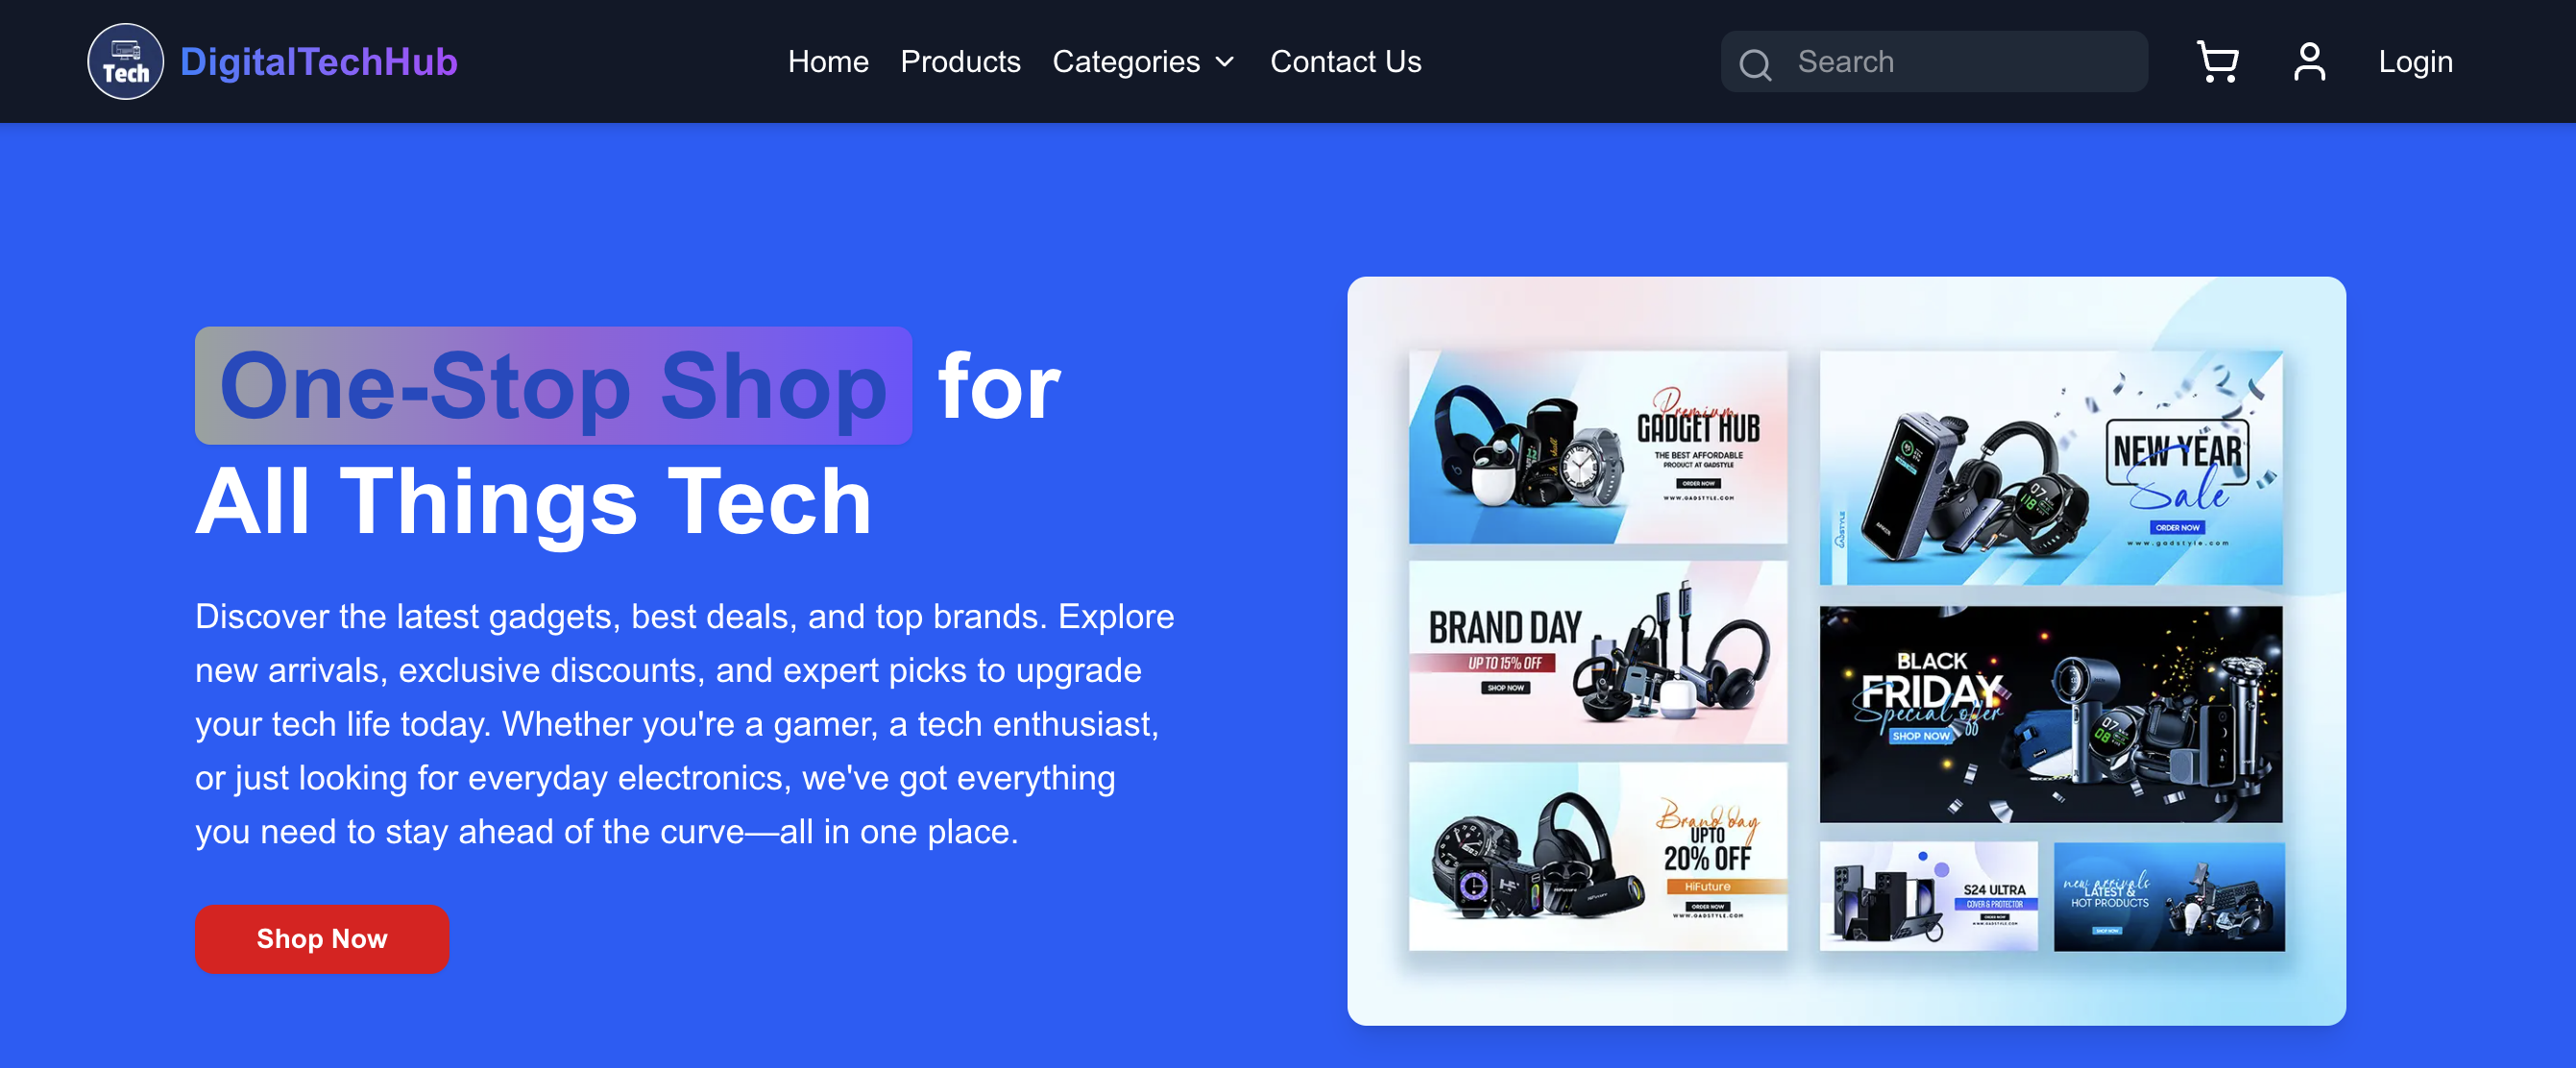 Tech
DigitalTechHub
Home
Products
Categories
Contact Us
Search
Login
One-Stop Shop for
All Things Tech
Discover the latest gadgets, best deals, and top brands. Explore
new arrivals, exclusive discounts, and expert picks to upgrade
your tech life today. Whether you're a gamer, a tech enthusiast,
or just looking for everyday electronics, we've got everything
you need to stay ahead of the curve—all in one place.
Shop Now
Premium
GADGET HUB
THE BEST AFFORDABLE
PRODUCT AT GADSTYLE
ORDER NOW
WWW.GADSTYLE.COM
BRAND DAY
UP TO 15% OFF
SHOP NOW
Brand day
UPTO
20% OFF
HiFuture
ORDER NOW
WWW.GADSTYLE.COM
NEW YEAR
Sale
ORDER NOW
www.gadstyle.com
GADSTYLE
BLACK
FRIDAY
Special offer
SHOP NOW
S24 ULTRA
COVER & PROTECTOR
ORDER NOW
new arrivals
LATEST &
HOT PRODUCTS
SHOP NOW